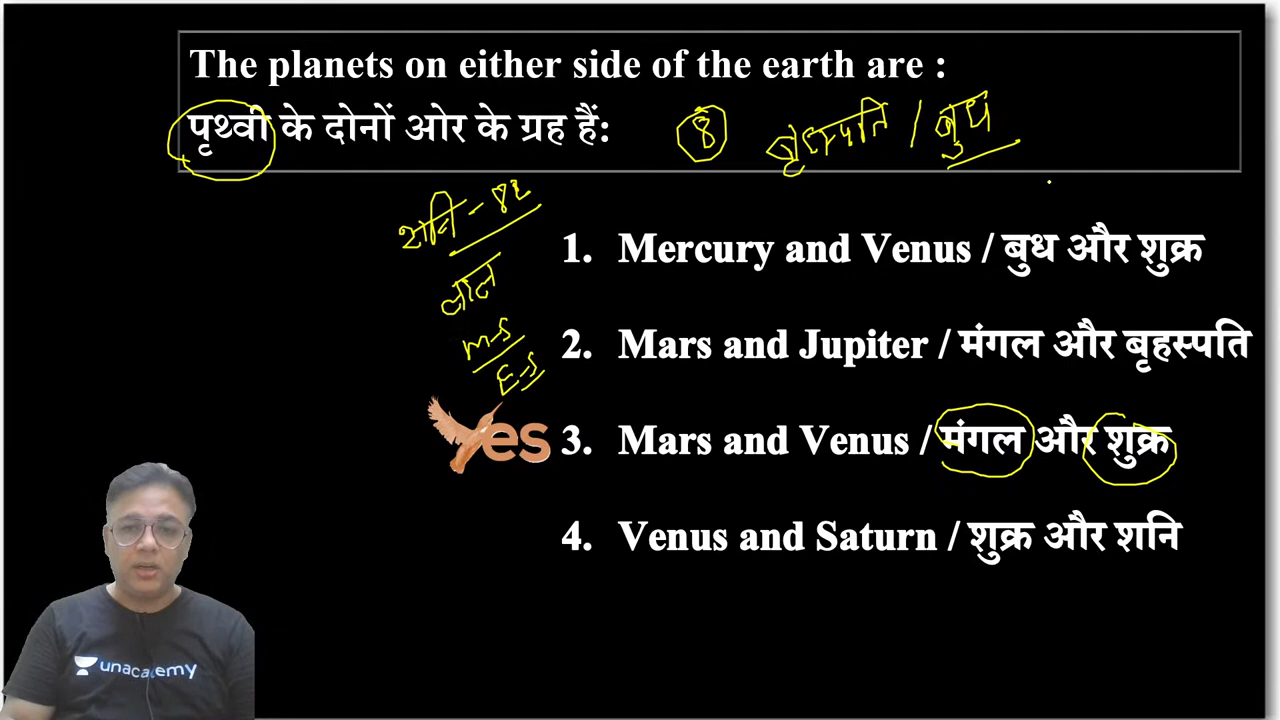 The planets on either side of the earth are :
पृथ्वी के दोनों ओर के ग्रह हैं: 8 बृहस्पति / बुध
शनि - 82
1. Mercury and Venus / बुध और शुक्र
लाल
M-S
2. Mars and Jupiter / मंगल और बृहस्पति
E-S
yes 3. Mars and Venus / मंगल और शुक्र
4. Venus and Saturn / शुक्र और शनि
unacademy